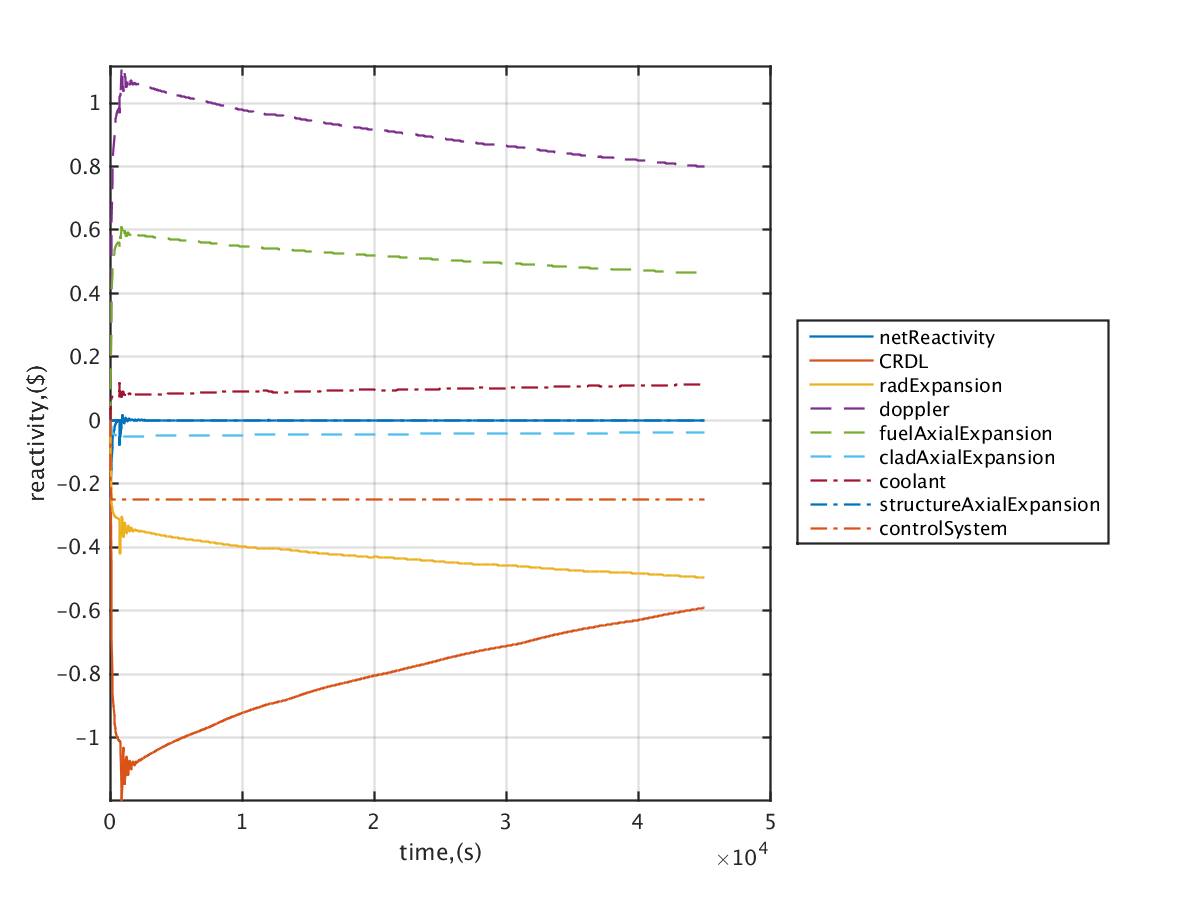 1
0.8
0.6
0.4
0.2
0
−0.2
−0.4
−0.6
−0.8
−1
reactivity,($)
0 1 2 3 4 5
time,(s)
×10^4
netReactivity
CRDL
radExpansion
doppler
fuelAxialExpansion
cladAxialExpansion
coolant
structureAxialExpansion
controlSystem